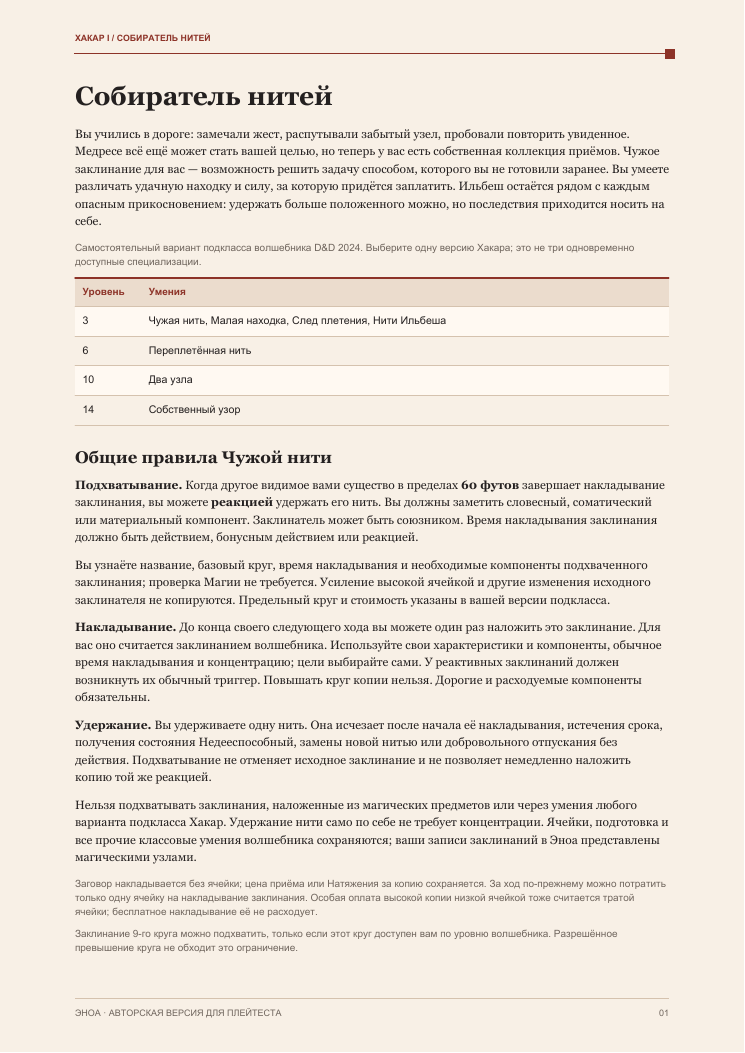 ХАКАР I / СОБИРАТЕЛЬ НИТЕЙ
Собиратель нитей
Вы учились в дороге: замечали жест, распутывали забытый узел, пробовали повторить увиденное.
Медресе всё ещё может стать вашей целью, но теперь у вас есть собственная коллекция приёмов. Чужое
заклинание для вас — возможность решить задачу способом, которого вы не готовили заранее. Вы умеете
различать удачную находку и силу, за которую придётся заплатить. Ильбеш остаётся рядом с каждым
опасным прикосновением: удержать больше положенного можно, но последствия приходится носить на
себе.
Самостоятельный вариант подкласса волшебника D&D 2024. Выберите одну версию Хакара; это не три одновременно
доступные специализации.
Уровень Умения
3 Чужая нить, Малая находка, След плетения, Нити Ильбеша
6 Переплетённая нить
10 Два узла
14 Собственный узор
Общие правила Чужой нити
Подхватывание. Когда другое видимое вами существо в пределах 60 футов завершает накладывание
заклинания, вы можете реакцией удержать его нить. Вы должны заметить словесный, соматический
или материальный компонент. Заклинатель может быть союзником. Время накладывания заклинания
должно быть действием, бонусным действием или реакцией.
Вы узнаёте название, базовый круг, время накладывания и необходимые компоненты подхваченного
заклинания; проверка Магии не требуется. Усиление высокой ячейкой и другие изменения исходного
заклинателя не копируются. Предельный круг и стоимость указаны в вашей версии подкласса.
Накладывание. До конца своего следующего хода вы можете один раз наложить это заклинание. Для
вас оно считается заклинанием волшебника. Используйте свои характеристики и компоненты, обычное
время накладывания и концентрацию; цели выбирайте сами. У реактивных заклинаний должен
возникнуть их обычный триггер. Повышать круг копии нельзя. Дорогие и расходуемые компоненты
обязательны.
Удержание. Вы удерживаете одну нить. Она исчезает после начала её накладывания, истечения срока,
получения состояния Недееспособный, замены новой нитью или добровольного отпускания без
действия. Подхватывание не отменяет исходное заклинание и не позволяет немедленно наложить
копию той же реакцией.
Нельзя подхватывать заклинания, наложенные из магических предметов или через умения любого
варианта подкласса Хакар. Удержание нити само по себе не требует концентрации. Ячейки, подготовка и
все прочие классовые умения волшебника сохраняются; ваши записи заклинаний в Эноа представлены
магическими узлами.
Заговор накладывается без ячейки; цена приёма или Натяжения за копию сохраняется. За ход по-прежнему можно потратить
только одну ячейку на накладывание заклинания. Особая оплата высокой копии низкой ячейкой тоже считается тратой
ячейки; бесплатное накладывание её не расходует.
Заклинание 9-го круга можно подхватить, только если этот круг доступен вам по уровню волшебника. Разрешённое
превышение круга не обходит это ограничение.
ЭНОА · АВТОРСКАЯ ВЕРСИЯ ДЛЯ ПЛЕЙТЕСТА 01